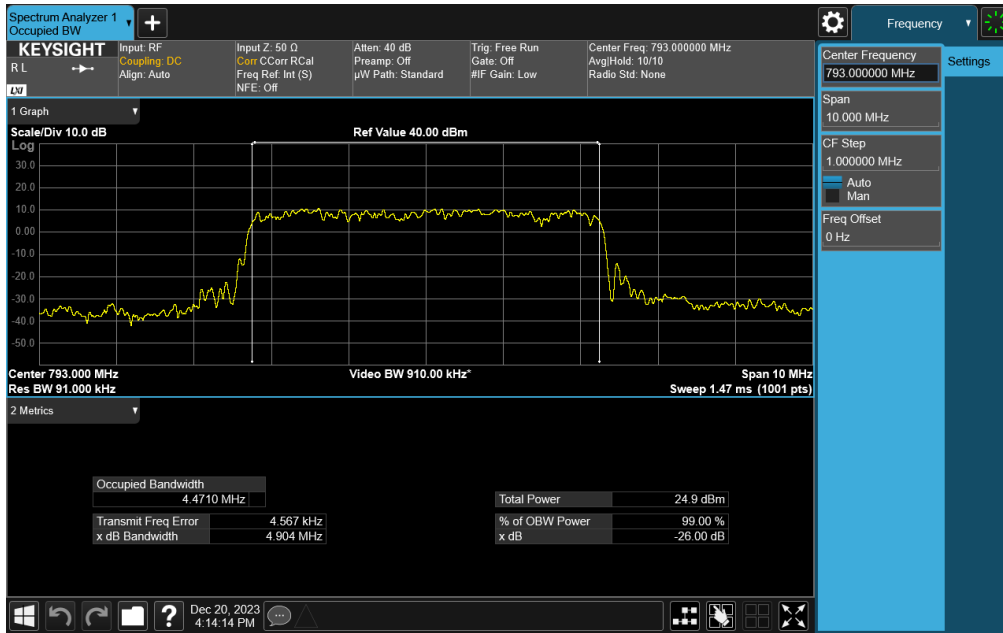 Spectrum Analyzer 1
Occupied BW
Frequency
KEYSIGHT
R L
LXI
Input: RF
Coupling: DC
Align: Auto
Input Z: 50 Ω
Corr CCorr RCal
Freq Ref: Int (S)
NFE: Off
Atten: 40 dB
Preamp: Off
µW Path: Standard
Trig: Free Run
Gate: Off
#IF Gain: Low
Center Freq: 793.000000 MHz
Avg|Hold: 10/10
Radio Std: None
Center Frequency
793.000000 MHz
Settings
Span
10.000 MHz
CF Step
1.000000 MHz
Auto
Man
Freq Offset
0 Hz
1 Graph
Scale/Div 10.0 dB
Ref Value 40.00 dBm
Log
30.0
20.0
10.0
0.00
-10.0
-20.0
-30.0
-40.0
-50.0
Center 793.000 MHz
Video BW 910.00 kHz*
Span 10 MHz
Res BW 91.000 kHz
Sweep 1.47 ms (1001 pts)
2 Metrics
Occupied Bandwidth
4.4710 MHz
Total Power 24.9 dBm
Transmit Freq Error 4.567 kHz
% of OBW Power 99.00 %
x dB Bandwidth 4.904 MHz
x dB -26.00 dB
?
Dec 20, 2023
4:14:14 PM